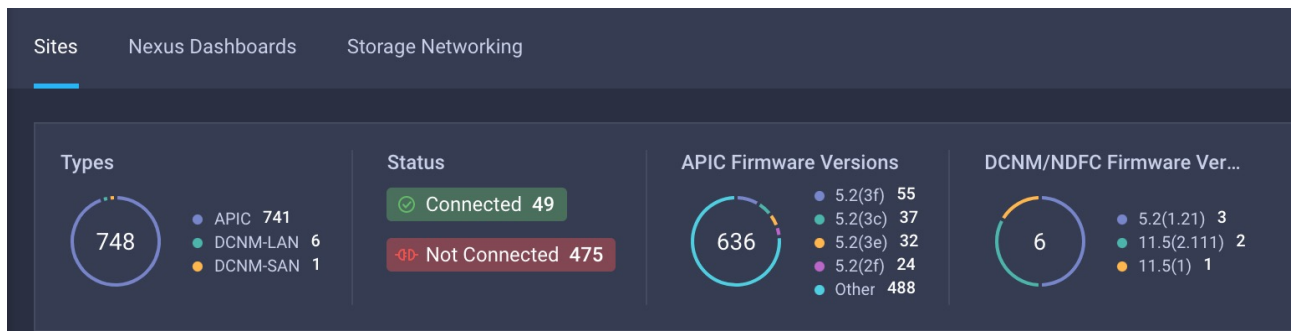 Sites Nexus Dashboards Storage Networking
Types
748
APIC 741
DCNM-LAN 6
DCNM-SAN 1
Status
Connected 49
Not Connected 475
APIC Firmware Versions
636
5.2(3f) 55
5.2(3c) 37
5.2(3e) 32
5.2(2f) 24
Other 488
DCNM/NDFC Firmware Ver...
6
5.2(1.21) 3
11.5(2.111) 2
11.5(1) 1